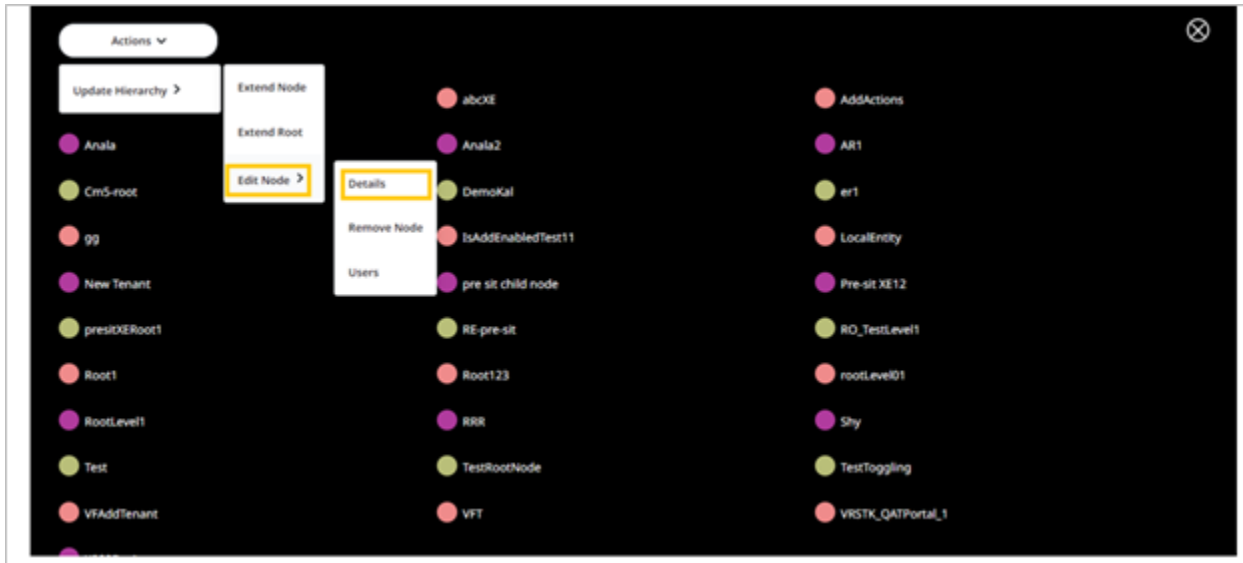 Actions
Update Hierarchy
Extend Node
abcXE
AddActions
Extend Root
Anala
Anala2
AR1
Edit Node
Details
Cm5-root
DemoKal
er1
Remove Node
gg
IsAddEnabledTest11
LocalEntity
Users
New Tenant
pre sit child node
Pre-sit XE12
presitXERoot1
RE-pre-sit
RO_TestLevel1
Root1
Root123
rootLevel01
RootLevel1
RRR
Shy
Test
TestRootNode
TestToggling
VFAddTenant
VFT
VRSTK_QATPortal_1